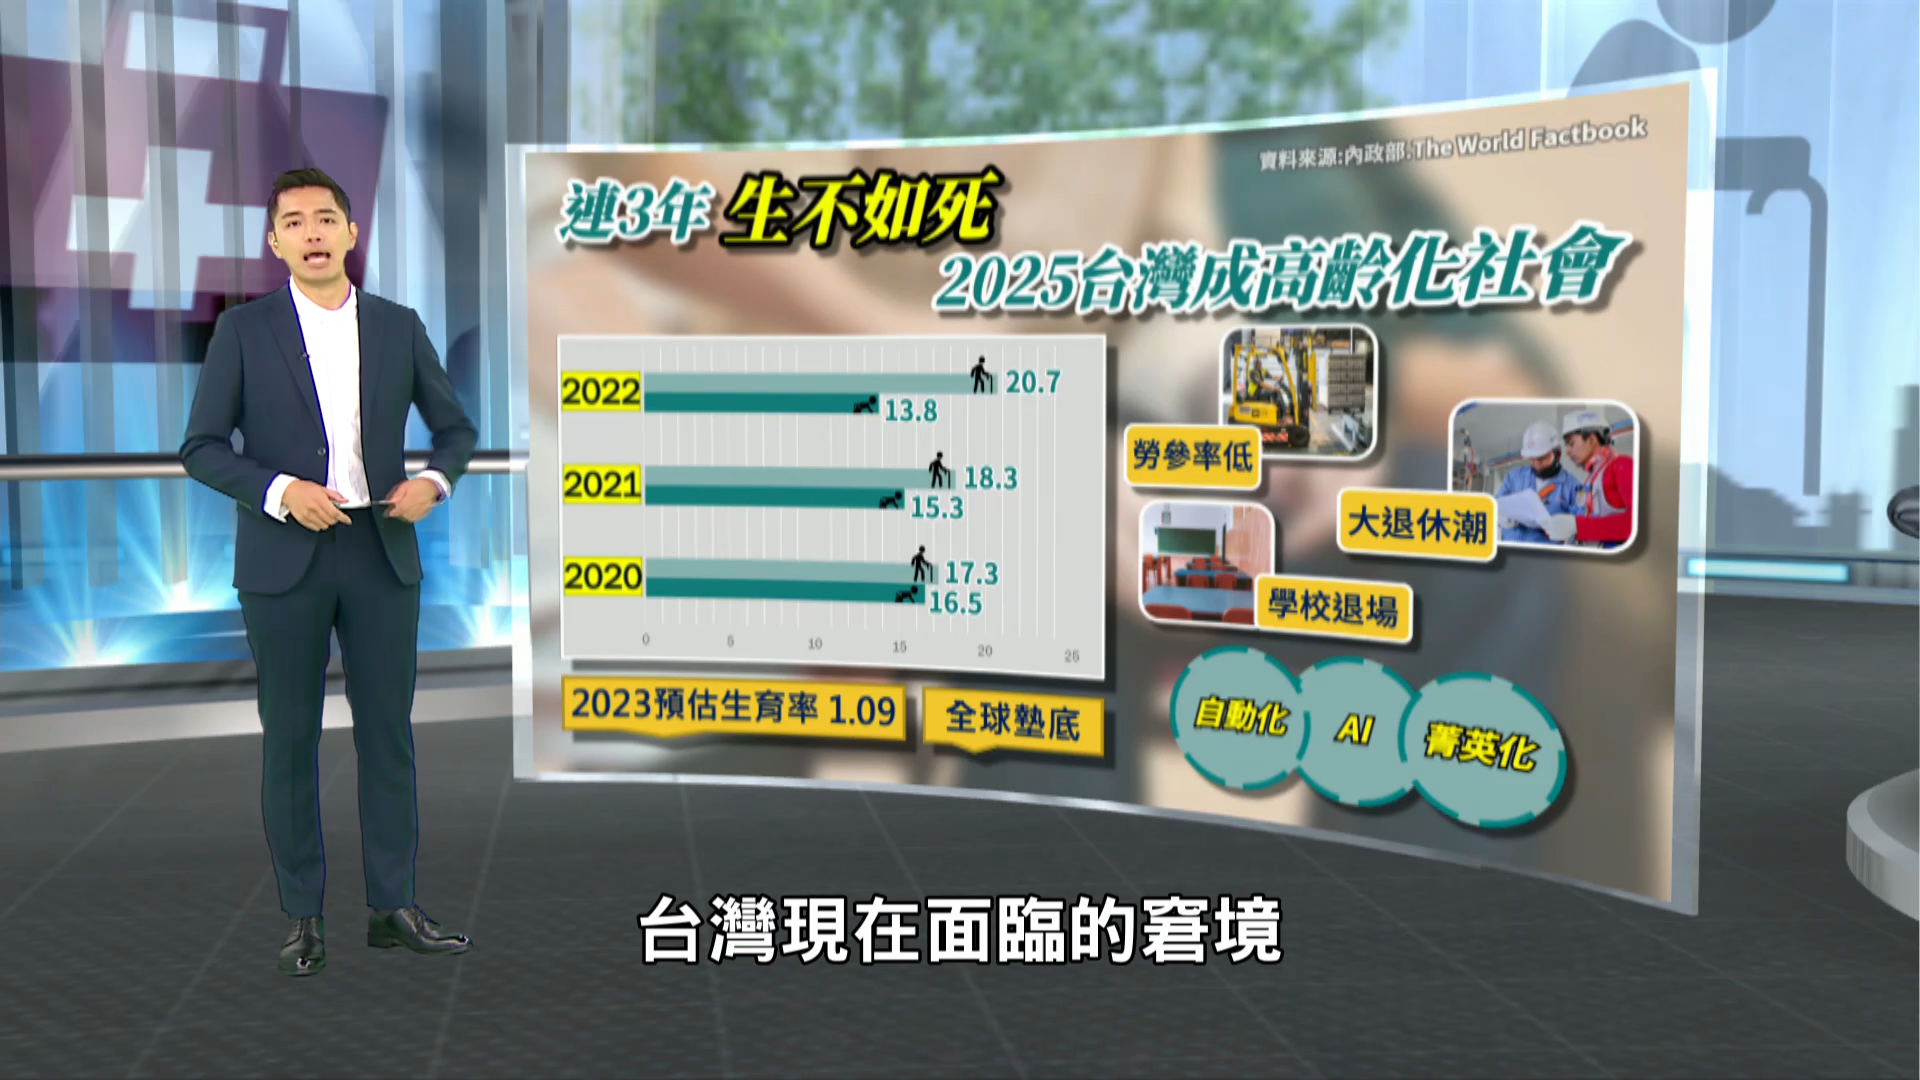 資料來源:內政部.The World Factbook
連3年 生不如死
2025台灣成高齡化社會
2022
20.7
13.8
2021
18.3
15.3
2020
17.3
16.5
0 5 10 15 20 25
2023預估生育率 1.09
全球墊底
勞參率低
大退休潮
學校退場
自動化
AI
菁英化
台灣現在面臨的窘境